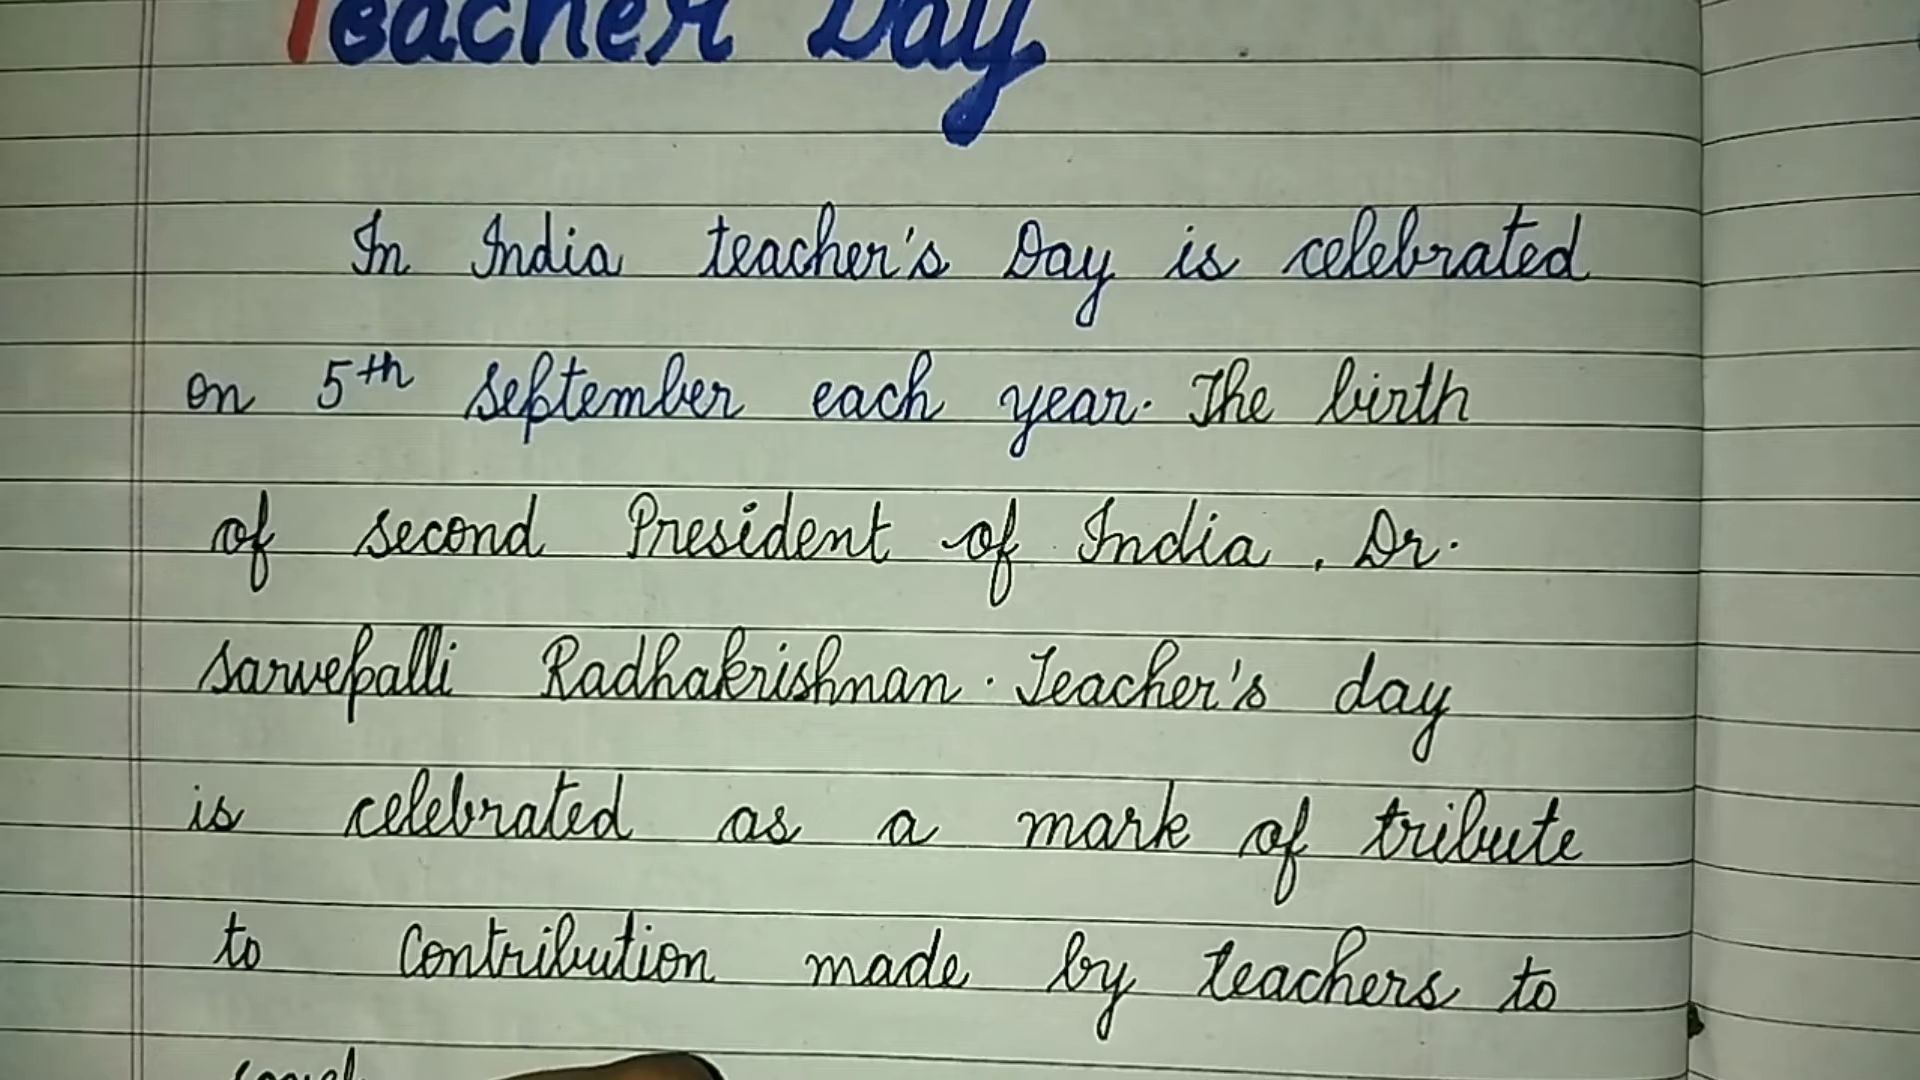 Teacher Day
In India teacher's Day is celebrated
on 5th september each year. The birth
of second President of India, Dr.
sarvepalli Radhakrishnan. Teacher's day
is celebrated as a mark of tribute
to Contribution made by teachers to